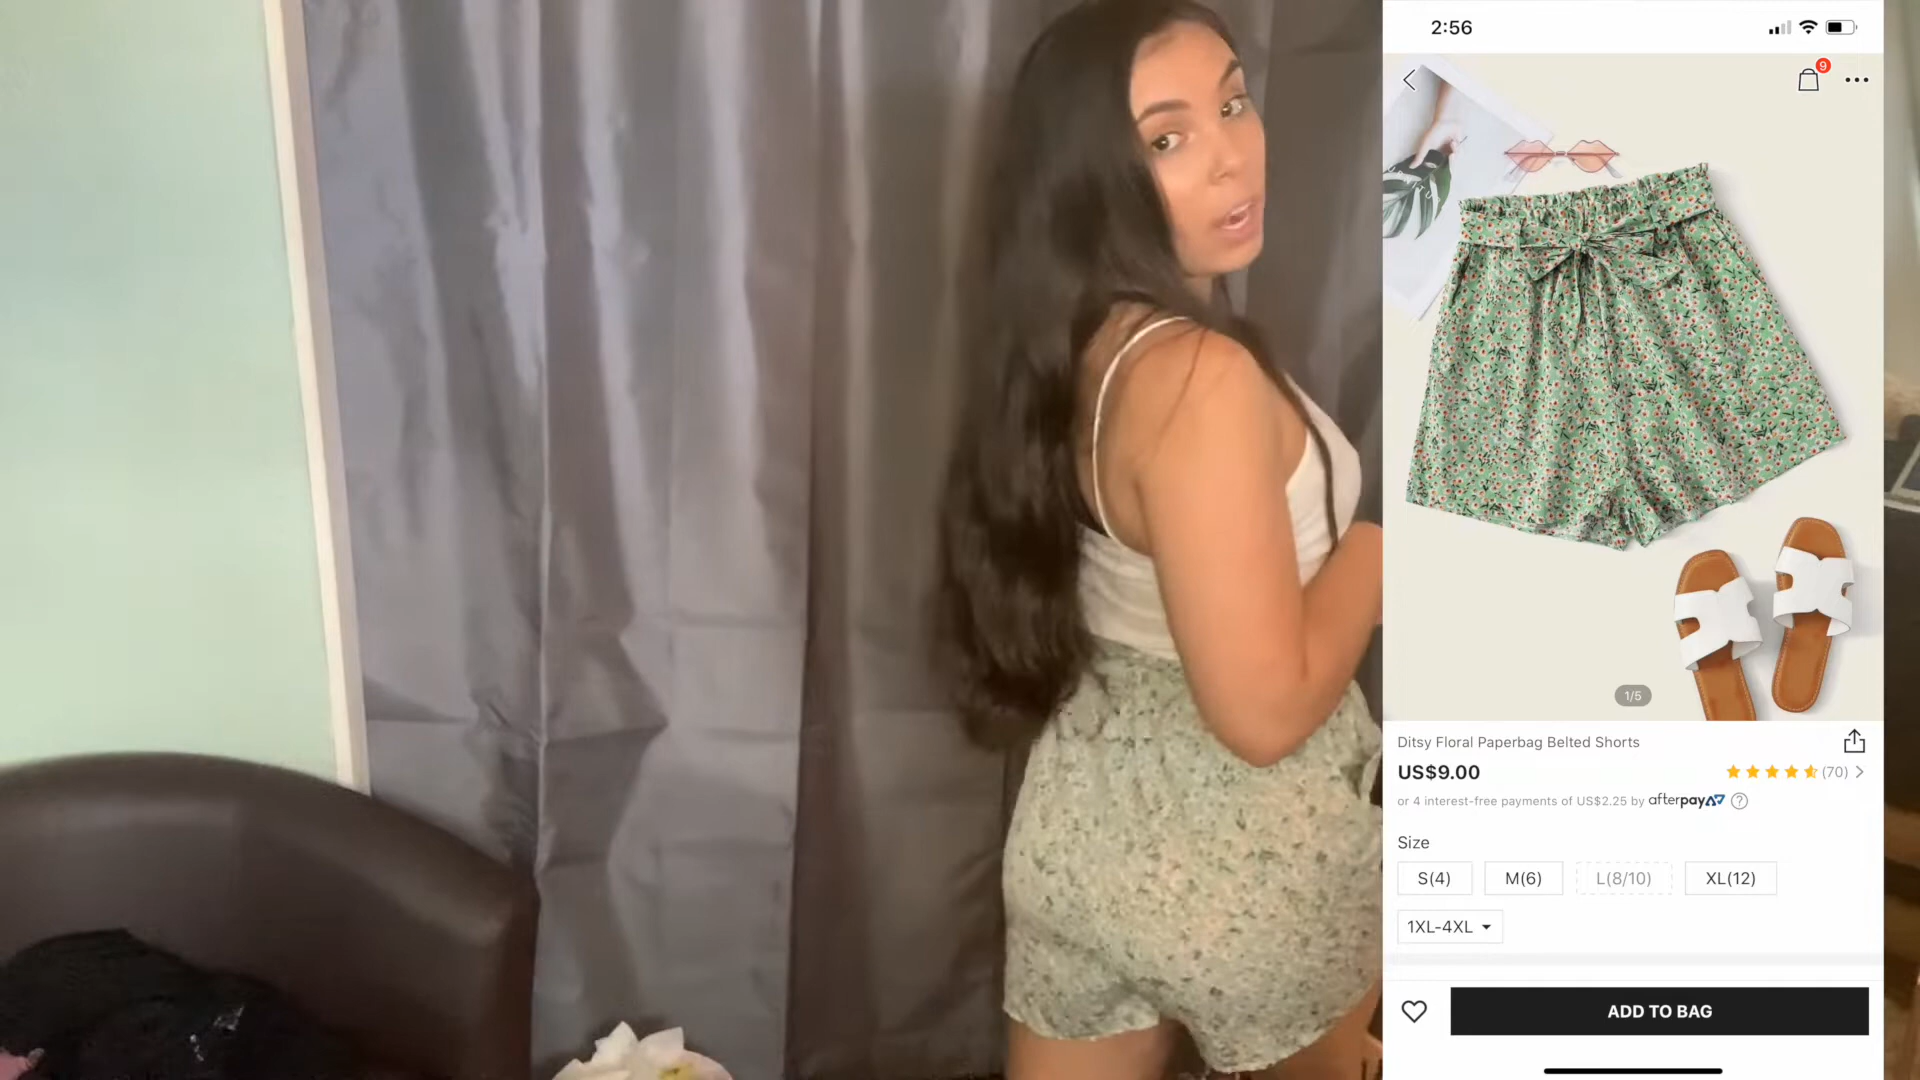 2:56
9
1/5
Ditsy Floral Paperbag Belted Shorts
US$9.00
(70)
or 4 interest-free payments of US$2.25 by afterpay
?
Size
S(4) M(6) L(8/10) XL(12)
1XL-4XL
ADD TO BAG